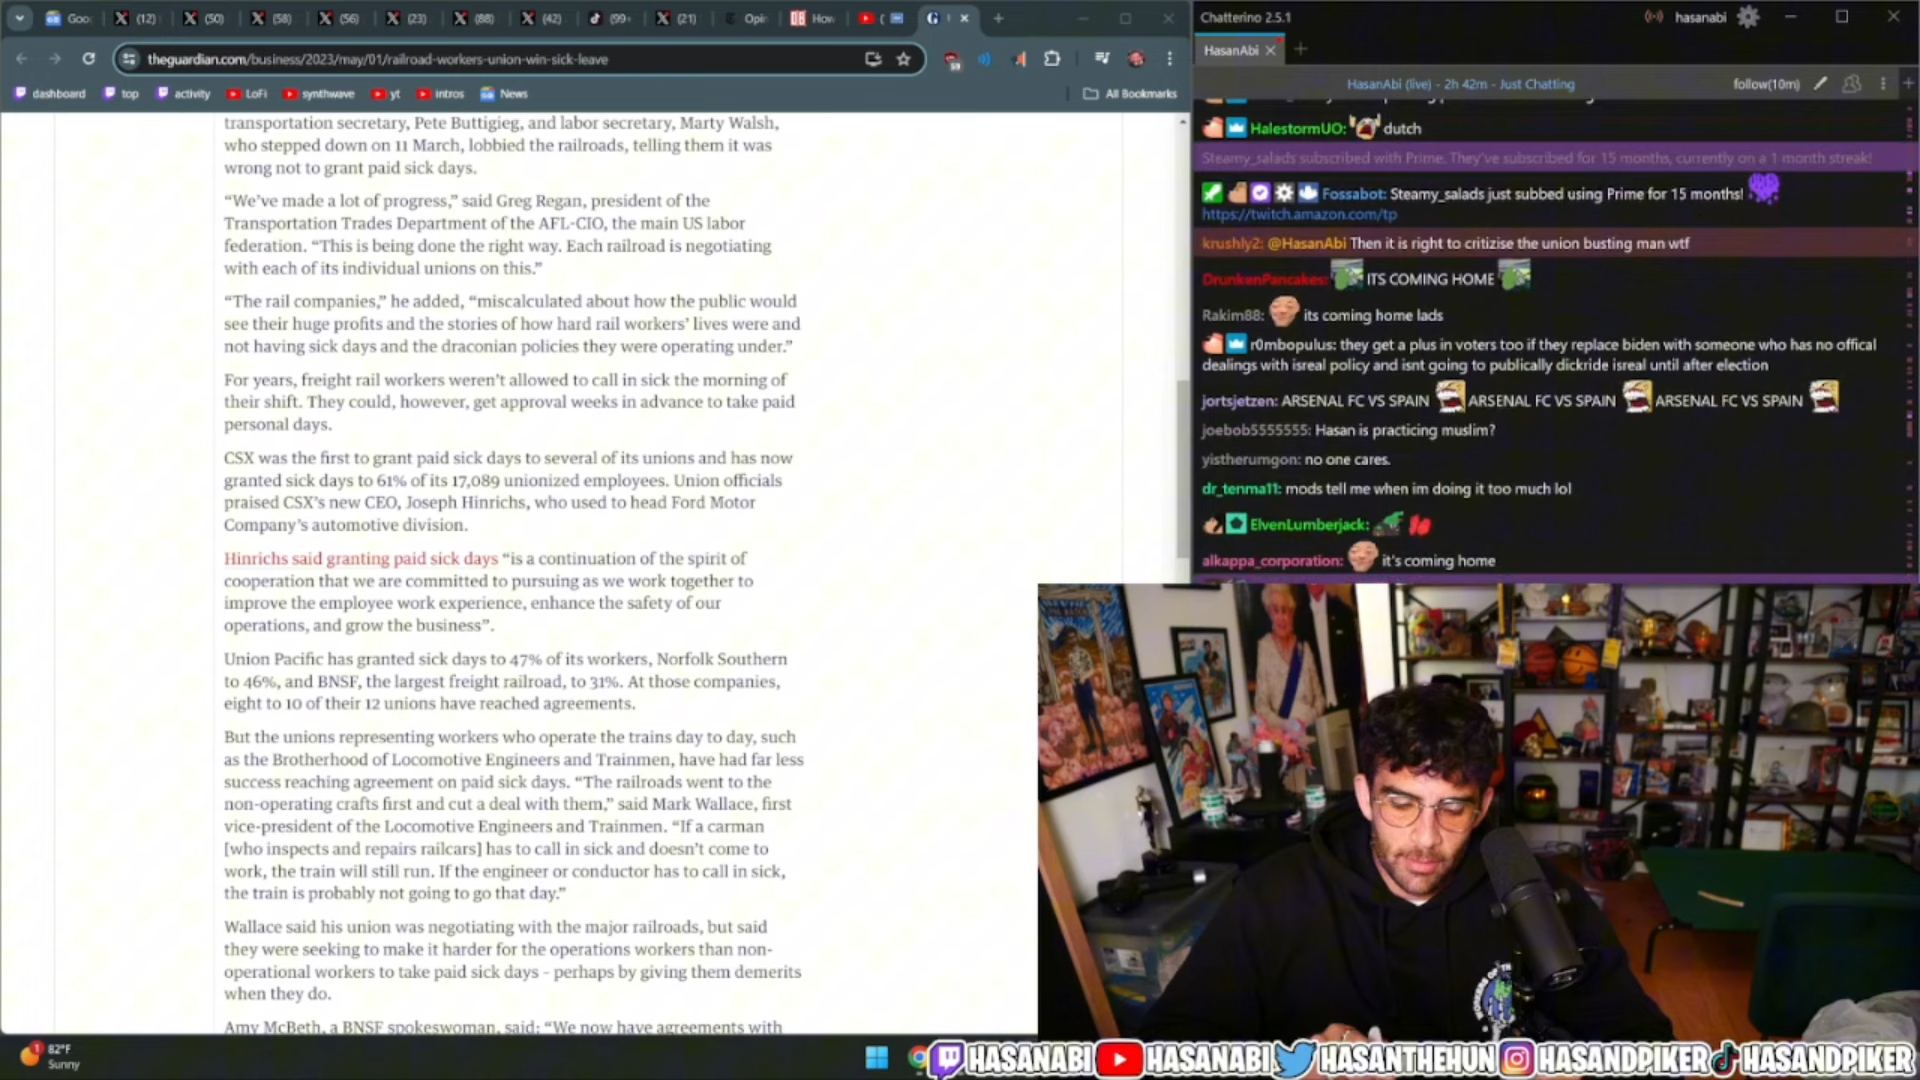 Goo
(12)
(50)
(58)
(56)
(23)
(88)
(42)
(99+
(21)
Opi
How
theguardian.com/business/2023/may/01/railroad-workers-union-win-sick-leave
dashboard
top
activity
LoFi
synthwave
yt
intros
News
All Bookmarks
transportation secretary, Pete Buttigieg, and labor secretary, Marty Walsh,
who stepped down on 11 March, lobbied the railroads, telling them it was
wrong not to grant paid sick days.
“We’ve made a lot of progress,” said Greg Regan, president of the
Transportation Trades Department of the AFL-CIO, the main US labor
federation. “This is being done the right way. Each railroad is negotiating
with each of its individual unions on this.”
“The rail companies,” he added, “miscalculated about how the public would
see their huge profits and the stories of how hard rail workers’ lives were and
not having sick days and the draconian policies they were operating under.”
For years, freight rail workers weren’t allowed to call in sick the morning of
their shift. They could, however, get approval weeks in advance to take paid
personal days.
CSX was the first to grant paid sick days to several of its unions and has now
granted sick days to 61% of its 17,089 unionized employees. Union officials
praised CSX’s new CEO, Joseph Hinrichs, who used to head Ford Motor
Company’s automotive division.
Hinrichs said granting paid sick days “is a continuation of the spirit of
cooperation that we are committed to pursuing as we work together to
improve the employee work experience, enhance the safety of our
operations, and grow the business”.
Union Pacific has granted sick days to 47% of its workers, Norfolk Southern
to 46%, and BNSF, the largest freight railroad, to 31%. At those companies,
eight to 10 of their 12 unions have reached agreements.
But the unions representing workers who operate the trains day to day, such
as the Brotherhood of Locomotive Engineers and Trainmen, have had far less
success reaching agreement on paid sick days. “The railroads went to the
non-operating crafts first and cut a deal with them,” said Mark Wallace, first
vice-president of the Locomotive Engineers and Trainmen. “If a carman
[who inspects and repairs railcars] has to call in sick and doesn’t come to
work, the train will still run. If the engineer or conductor has to call in sick,
the train is probably not going to go that day.”
Wallace said his union was negotiating with the major railroads, but said
they were seeking to make it harder for the operations workers than non-
operational workers to take paid sick days – perhaps by giving them demerits
when they do.
Amy McBeth, a BNSF spokeswoman, said: “We now have agreements with
82°F
Sunny
Chatterino 2.5.1
hasanabi
HasanAbi
HasanAbi (live) - 2h 42m - Just Chatting
follow(10m)
HalestormUO: dutch
Steamy_salads subscribed with Prime. They've subscribed for 15 months, currently on a 1 month streak!
Fossabot: Steamy_salads just subbed using Prime for 15 months!
https://twitch.amazon.com/tp
krushly2: @HasanAbi Then it is right to critizise the union busting man wtf
DrunkenPancakes: ITS COMING HOME
Rakim88: its coming home lads
r0mbopulus: they get a plus in voters too if they replace biden with someone who has no offical
dealings with isreal policy and isnt going to publically dickride isreal until after election
jortsjetzen: ARSENAL FC VS SPAIN ARSENAL FC VS SPAIN ARSENAL FC VS SPAIN
joebob5555555: Hasan is practicing muslim?
yistherumgon: no one cares.
dr_tenma11: mods tell me when im doing it too much lol
ElvenLumberjack:
alkappa_corporation: it's coming home
HASANABI HASANABI HASANTHEHUN HASANDPIKER HASANDPIKER